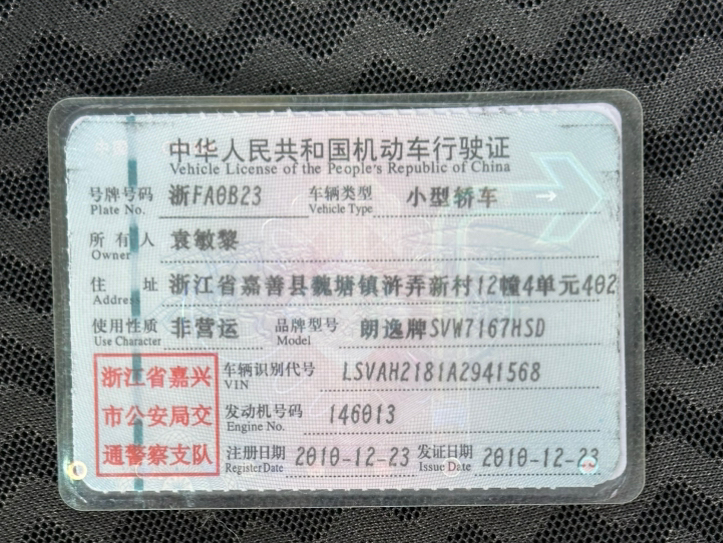 中华人民共和国机动车行驶证
Vehicle License of the People's Republic of China
号牌号码 浙FA0B23 车辆类型 小型轿车
Plate No. Vehicle Type
所有人 袁敏黎
Owner
住址 浙江省嘉善县魏塘镇浒弄新村12幢4单元402
Address
使用性质 非营运 品牌型号 朗逸牌SVW7167HSD
Use Character Model
浙江省嘉兴 车辆识别代号 LSVAH2181A2941568
VIN
市公安局交 发动机号码 146013
Engine No.
通警察支队 注册日期 2010-12-23 发证日期 2010-12-23
Register Date Issue Date